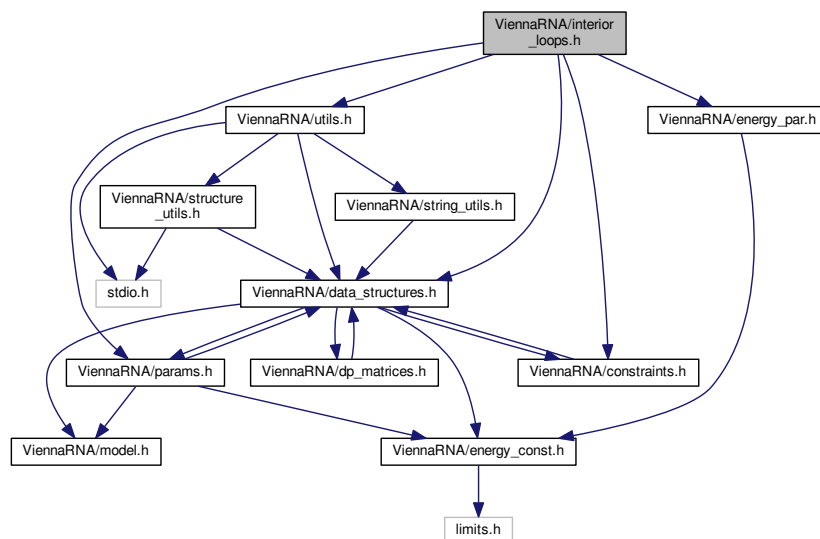 ViennaRNA/interior
_loops.h
ViennaRNA/utils.h
ViennaRNA/energy_par.h
ViennaRNA/structure
_utils.h
ViennaRNA/string_utils.h
stdio.h
ViennaRNA/data_structures.h
ViennaRNA/params.h
ViennaRNA/dp_matrices.h
ViennaRNA/constraints.h
ViennaRNA/model.h
ViennaRNA/energy_const.h
limits.h